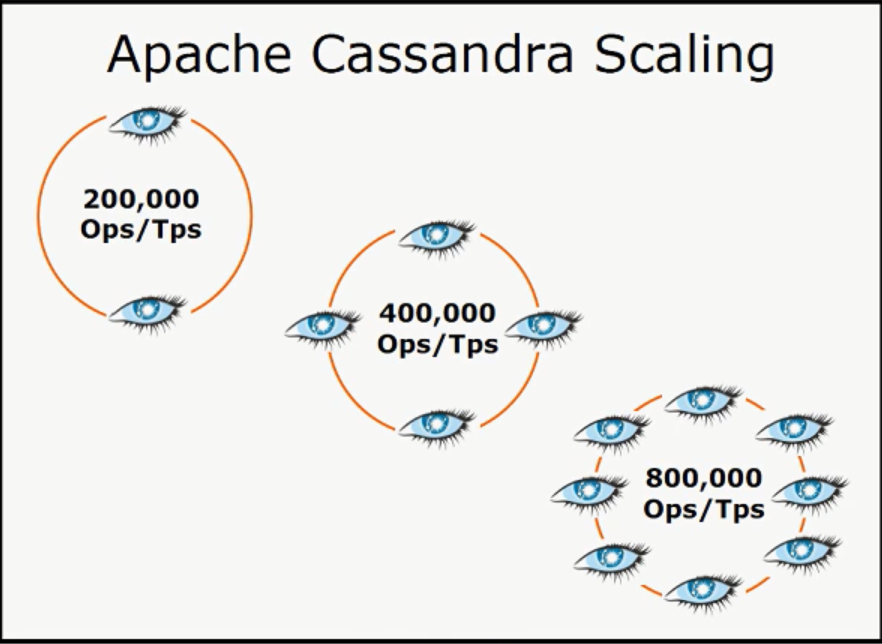 Apache Cassandra Scaling
200,000
Ops/Tps
400,000
Ops/Tps
800,000
Ops/Tps